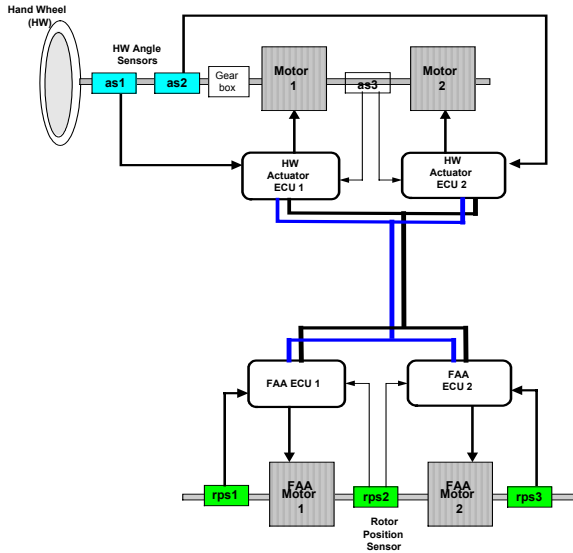 Hand Wheel
(HW)
HW Angle
Sensors
as1
as2
Gear
box
Motor
1
as3
Motor
2
HW
Actuator
ECU 1
HW
Actuator
ECU 2
FAA ECU 1
FAA
ECU 2
rps1
FAA
Motor
1
rps2
FAA
Motor
2
rps3
Rotor
Position
Sensor